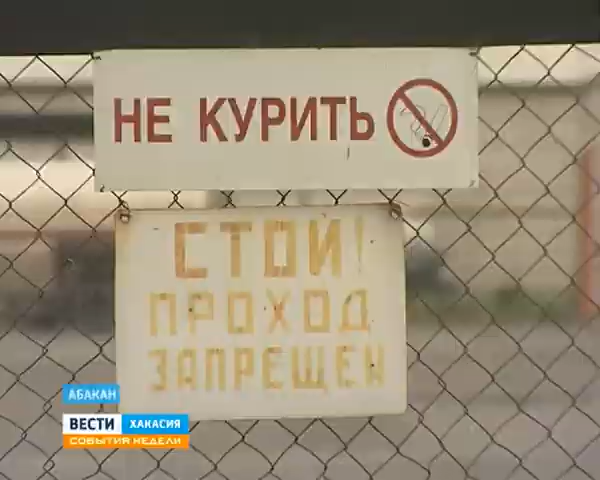 НЕ КУРИТЬ
СТОЙ!
ПРОХОД
ЗАПРЕЩЕН
АБАКАН
ВЕСТИ ХАКАСИЯ
СОБЫТИЯ НЕДЕЛИ